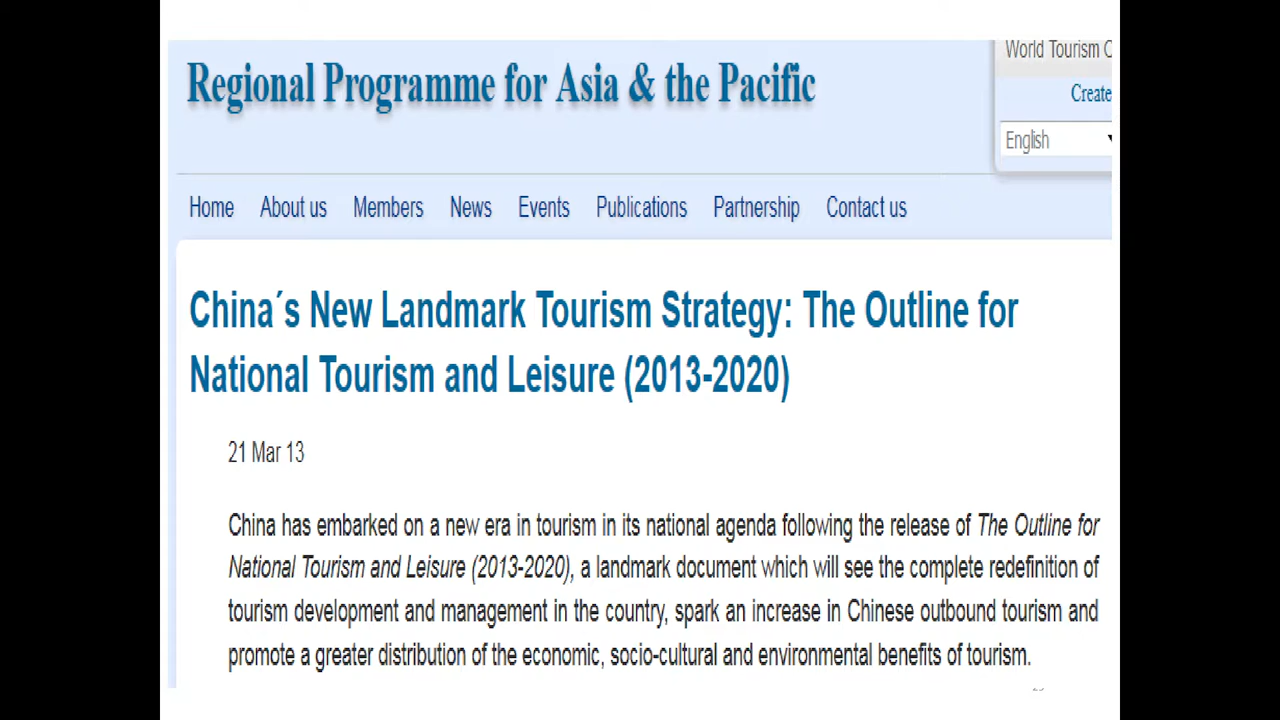 World Tourism
Regional Programme for Asia & the Pacific
Create
English
Home About us Members News Events Publications Partnership Contact us
China´s New Landmark Tourism Strategy: The Outline for
National Tourism and Leisure (2013-2020)
21 Mar 13
China has embarked on a new era in tourism in its national agenda following the release of The Outline for
National Tourism and Leisure (2013-2020), a landmark document which will see the complete redefinition of
tourism development and management in the country, spark an increase in Chinese outbound tourism and
promote a greater distribution of the economic, socio-cultural and environmental benefits of tourism.